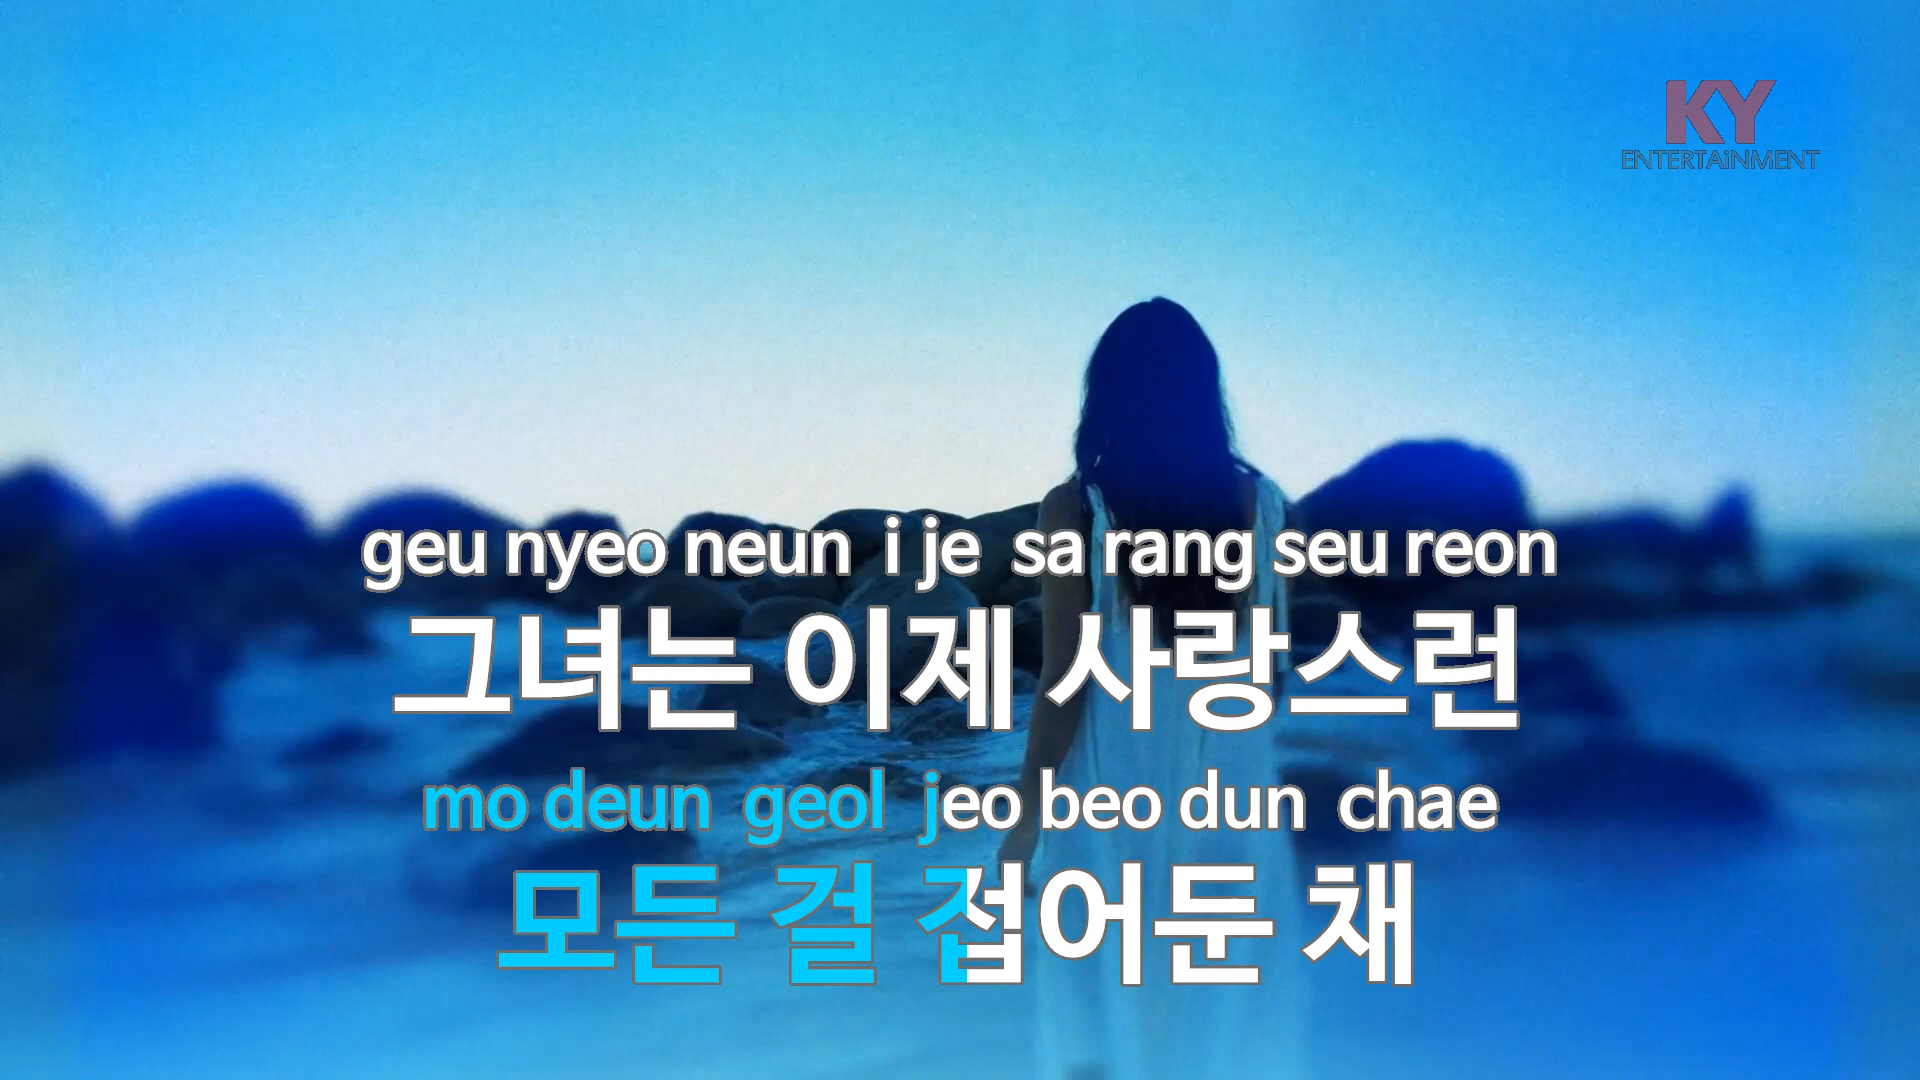 KY
ENTERTAiNMENT
geu nyeo neun i je sa rang seu reon
그녀는 이제 사랑스런
mo deun geol jeo beo dun chae
모든 걸 접어둔 채